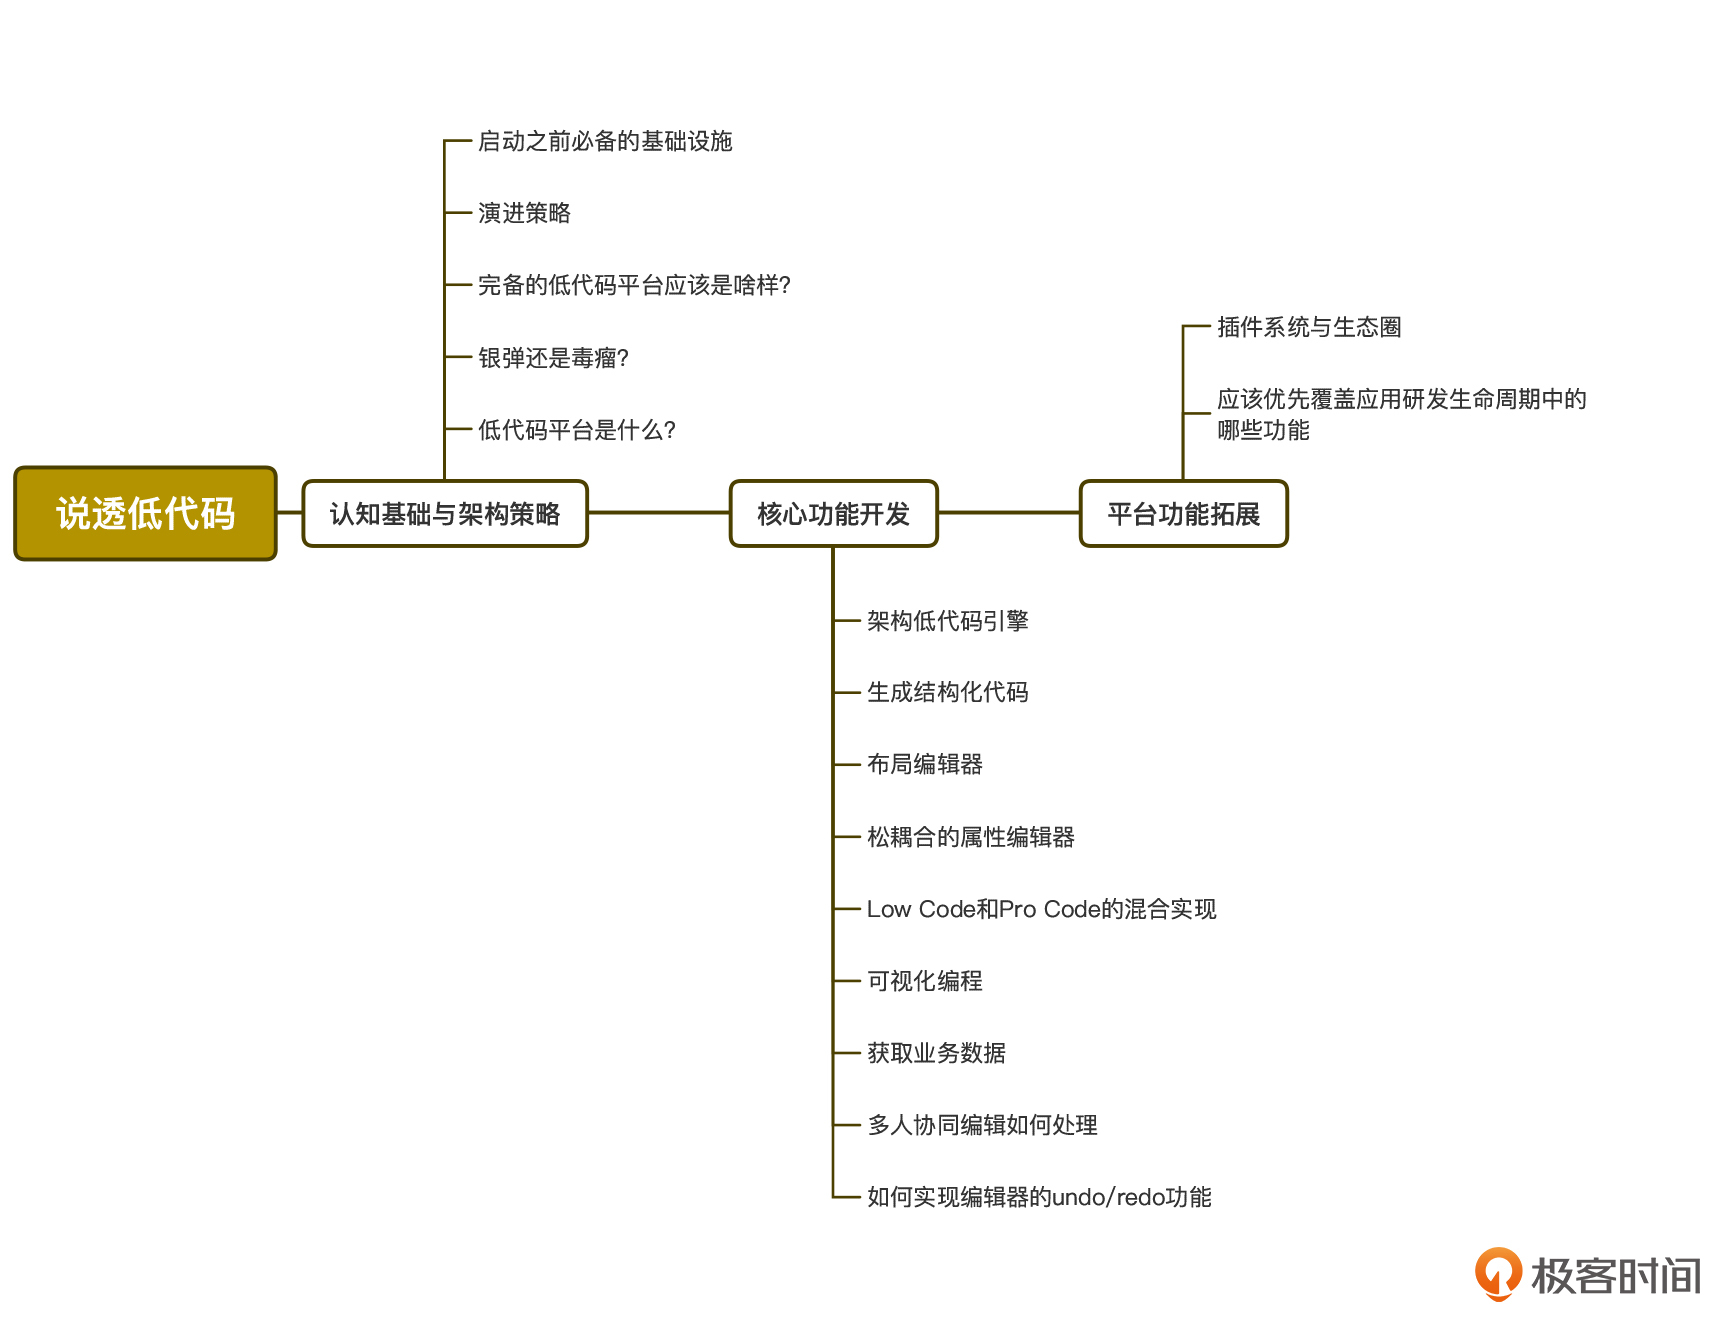 启动之前必备的基础设施
演进策略
完备的低代码平台应该是啥样?
银弹还是毒瘤?
低代码平台是什么?
插件系统与生态圈
应该优先覆盖应用研发生命周期中的
哪些功能
说透低代码
认知基础与架构策略
核心功能开发
平台功能拓展
架构低代码引擎
生成结构化代码
布局编辑器
松耦合的属性编辑器
Low Code和Pro Code的混合实现
可视化编程
获取业务数据
多人协同编辑如何处理
如何实现编辑器的undo/redo功能
极客时间